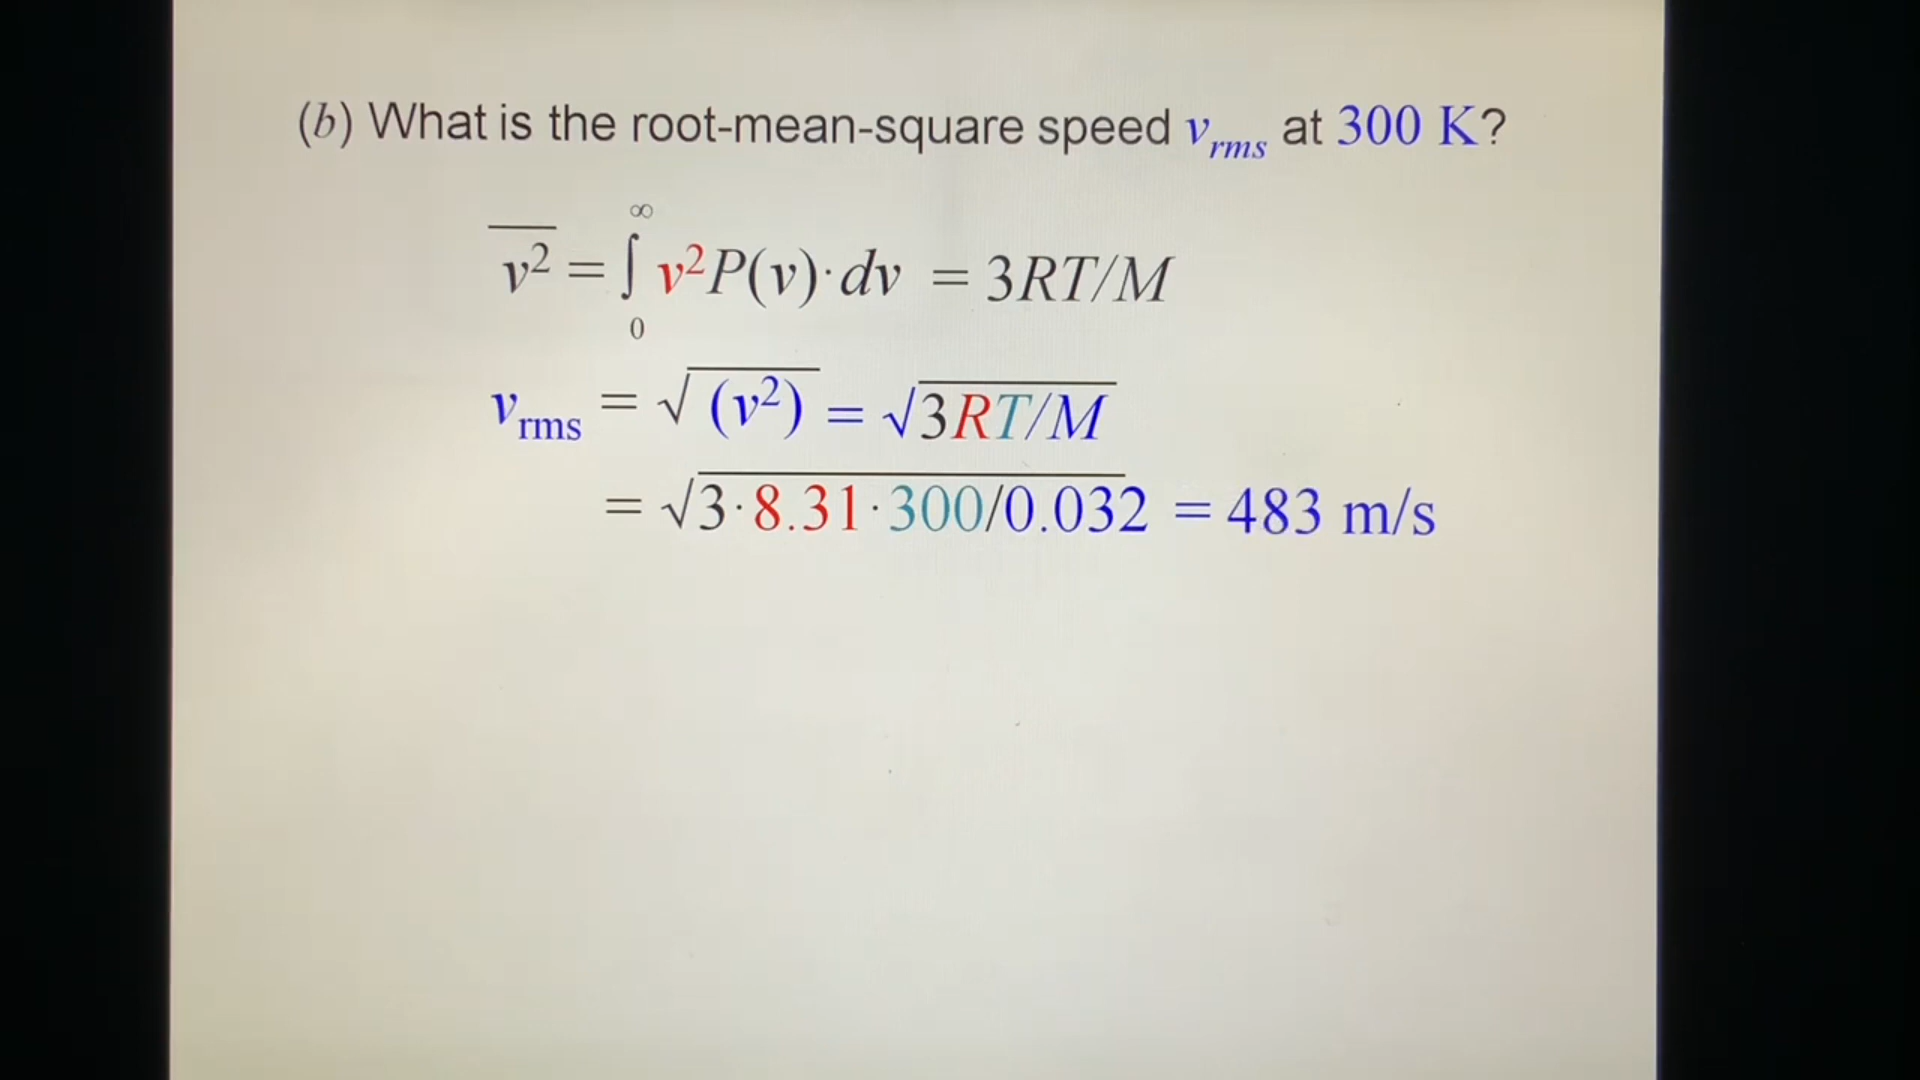 (b) What is the root-mean-square speed v_rms at 300 K?
\overline{v²} = ∫₀^∞ v²P(v)·dv = 3RT/M
v_rms = √(v²) = √3RT/M
= √3·8.31·300/0.032 = 483 m/s